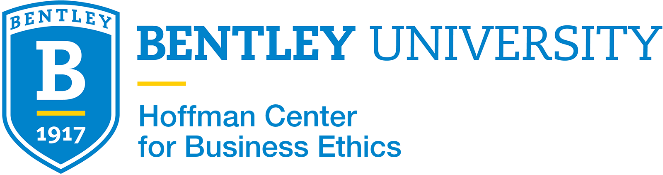 BENTLEY
B
1917
BENTLEY UNIVERSITY
Hoffman Center
for Business Ethics